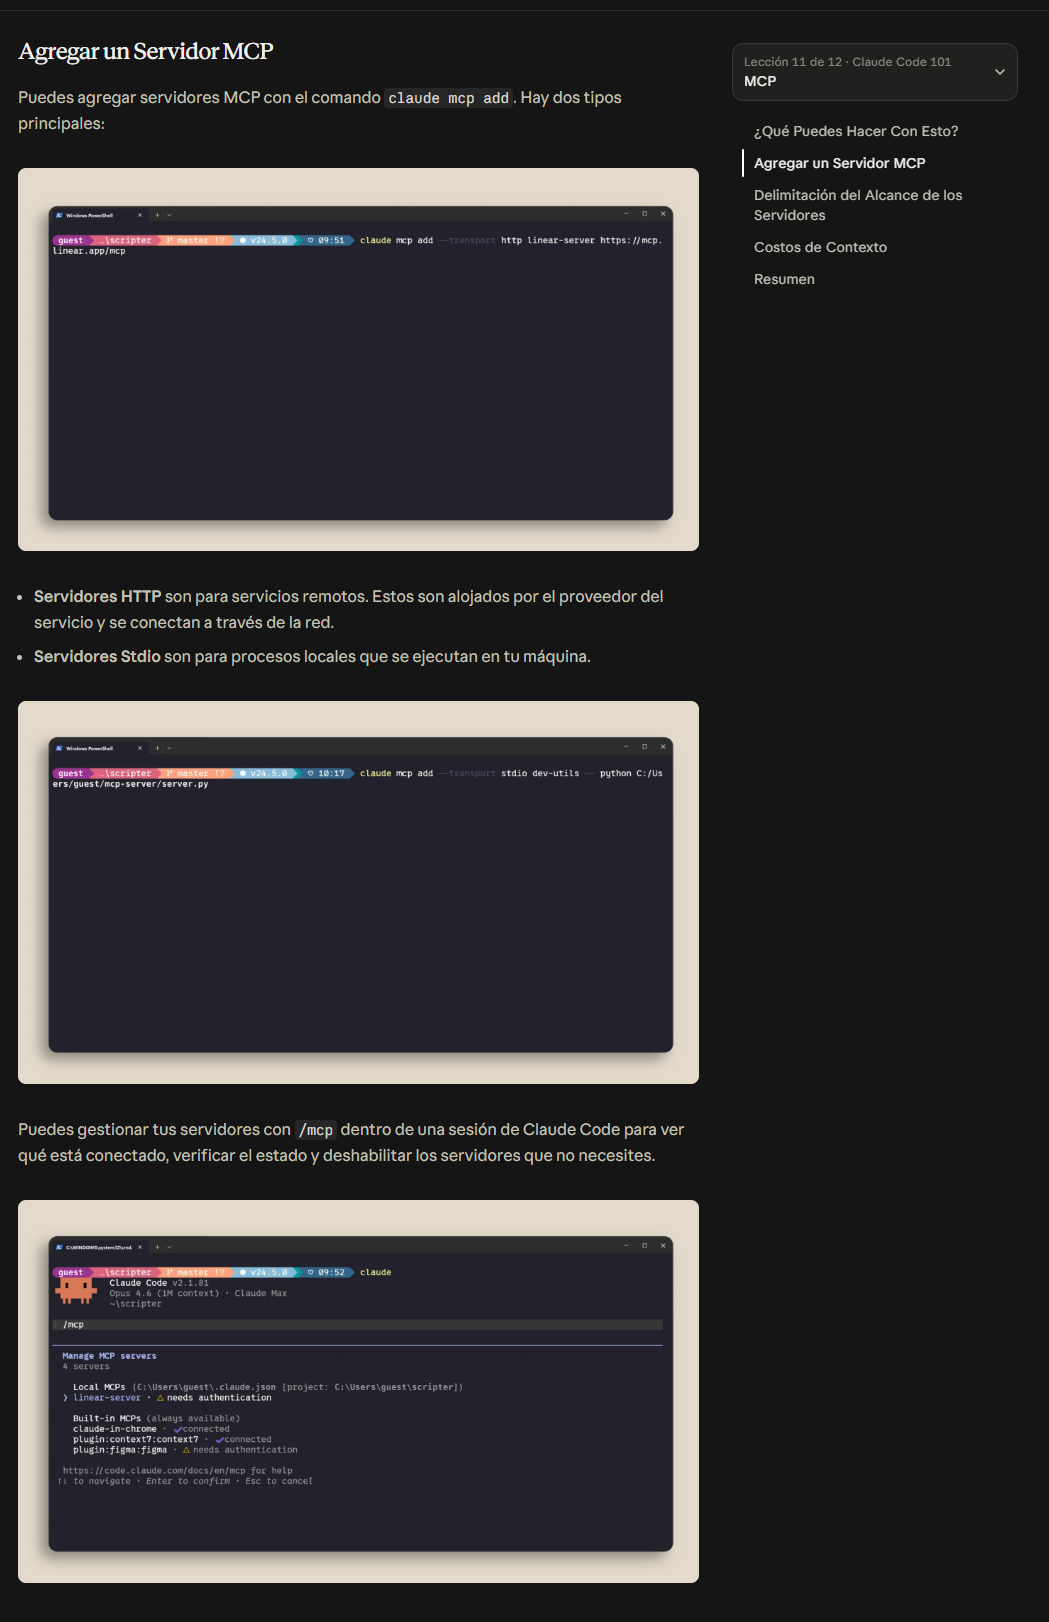 Agregar un Servidor MCP
Puedes agregar servidores MCP con el comando claude mcp add. Hay dos tipos
principales:
Windows PowerShell
guest ..\scripter master !? v24.5.0 09:51 claude mcp add --transport http linear-server https://mcp.
linear.app/mcp
• Servidores HTTP son para servicios remotos. Estos son alojados por el proveedor del
servicio y se conectan a través de la red.
• Servidores Stdio son para procesos locales que se ejecutan en tu máquina.
Windows PowerShell
guest ..\scripter master !? v24.5.0 10:17 claude mcp add --transport stdio dev-utils -- python C:/Us
ers/guest/mcp-server/server.py
Puedes gestionar tus servidores con /mcp dentro de una sesión de Claude Code para ver
qué está conectado, verificar el estado y deshabilitar los servidores que no necesites.
C:\WINDOWS\system32\cmd.
guest ..\scripter master !? v24.5.0 09:52 claude
Claude Code v2.1.81
Opus 4.6 (1M context) · Claude Max
~\scripter
/mcp
Manage MCP servers
4 servers
Local MCPs (C:\Users\guest\.claude.json [project: C:\Users\guest\scripter])
❯ linear-server · △ needs authentication
Built-in MCPs (always available)
claude-in-chrome · ✔connected
plugin:context7:context7 · ✔connected
plugin:figma:figma · △ needs authentication
https://code.claude.com/docs/en/mcp for help
↑↓ to navigate · Enter to confirm · Esc to cancel
Lección 11 de 12 · Claude Code 101
MCP
¿Qué Puedes Hacer Con Esto?
Agregar un Servidor MCP
Delimitación del Alcance de los
Servidores
Costos de Contexto
Resumen